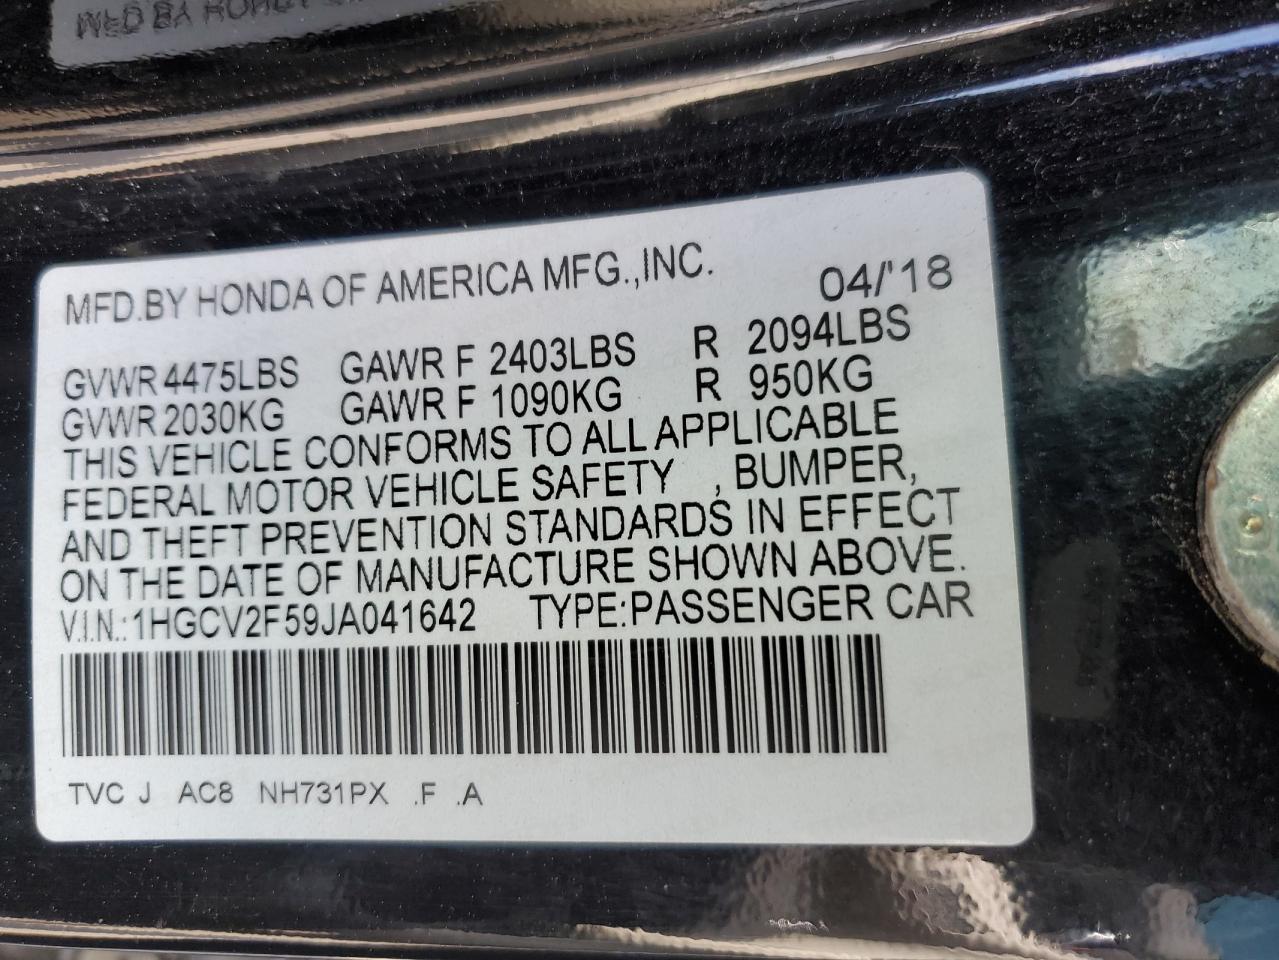 MFD.BY HONDA OF AMERICA MFG.,INC. 04/'18
GVWR 4475LBS GAWR F 2403LBS R 2094LBS
GVWR 2030KG GAWR F 1090KG R 950KG
THIS VEHICLE CONFORMS TO ALL APPLICABLE
FEDERAL MOTOR VEHICLE SAFETY , BUMPER,
AND THEFT PREVENTION STANDARDS IN EFFECT
ON THE DATE OF MANUFACTURE SHOWN ABOVE.
V.I.N.:1HGCV2F59JA041642 TYPE:PASSENGER CAR
TVC J AC8 NH731PX .F .A